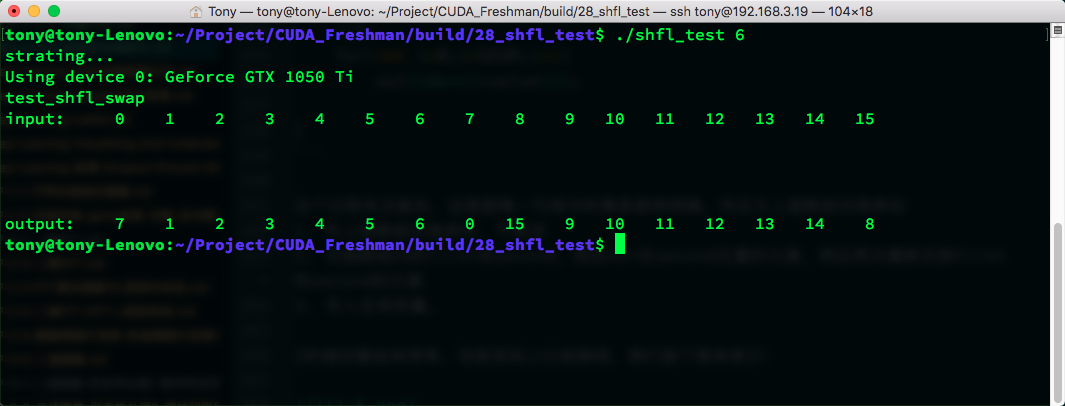 Tony — tony@tony-Lenovo: ~/Project/CUDA_Freshman/build/28_shfl_test — ssh tony@192.168.3.19 — 104×18
tony@tony-Lenovo:~/Project/CUDA_Freshman/build/28_shfl_test$ ./shfl_test 6
strating...
Using device 0: GeForce GTX 1050 Ti
test_shfl_swap
input: 0 1 2 3 4 5 6 7 8 9 10 11 12 13 14 15
output: 7 1 2 3 4 5 6 0 15 9 10 11 12 13 14 8
tony@tony-Lenovo:~/Project/CUDA_Freshman/build/28_shfl_test$